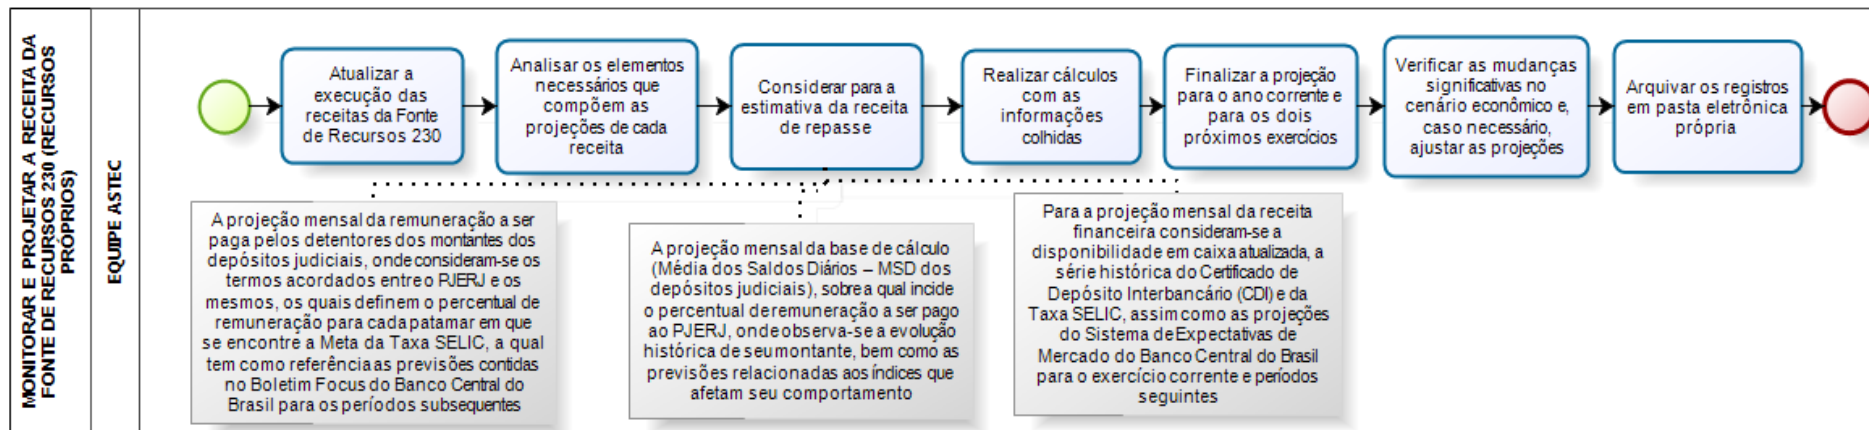 MONITORAR E PROJETAR A RECEITA DA
FONTE DE RECURSOS 230 (RECURSOS
PRÓPRIOS)
EQUIPE ASTEC
Atualizar a
execução das
receitas da Fonte
de Recursos 230
Analisar os elementos
necessários que
compõem as
projeções de cada
receita
Considerar para a
estimativa da receita
de repasse
Realizar cálculos
com as
informações
colhidas
Finalizar a projeção
para o ano corrente e
para os dois
próximos exercícios
Verificar as mudanças
significativas no
cenário econômico e,
caso necessário,
ajustar as projeções
Arquivar os registros
em pasta eletrônica
própria
A projeção mensal da remuneração a ser
paga pelos detentores dos montantes dos
depósitos judiciais, onde consideram-se os
termos acordados entre o PJERJ e os
mesmos, os quais definem o percentual de
remuneração para cada patamar em que
se encontre a Meta da Taxa SELIC, a qual
tem como referência as previsões contidas
no Boletim Focus do Banco Central do
Brasil para os períodos subsequentes
A projeção mensal da base de cálculo
(Média dos Saldos Diários – MSD dos
depósitos judiciais), sobre a qual incide
o percentual de remuneração a ser pago
ao PJERJ, onde observa-se a evolução
histórica de seu montante, bem como as
previsões relacionadas aos índices que
afetam seu comportamento
Para a projeção mensal da receita
financeira consideram-se a
disponibilidade em caixa atualizada, a
série histórica do Certificado de
Depósito Interbancário (CDI) e da
Taxa SELIC, assim como as projeções
do Sistema de Expectativas de
Mercado do Banco Central do Brasil
para o exercício corrente e períodos
seguintes